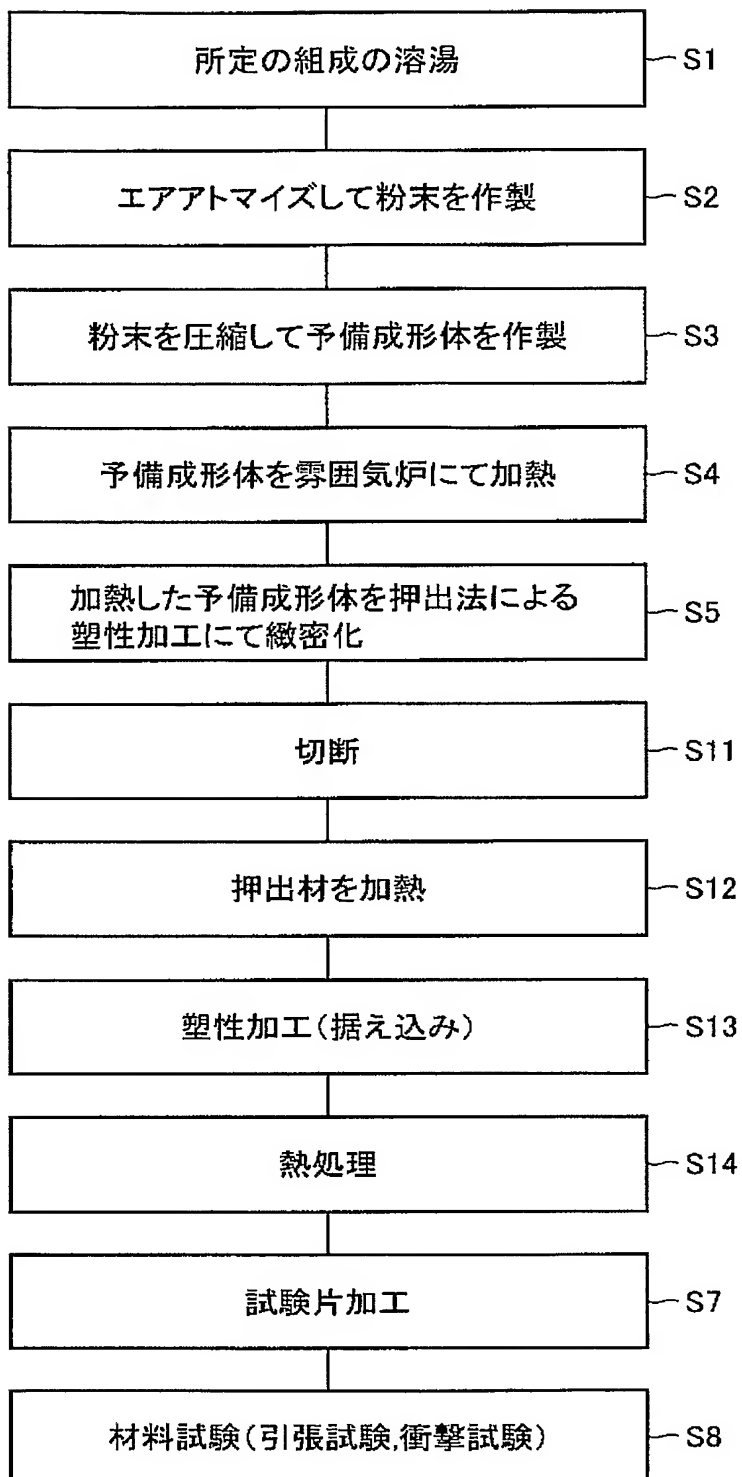 所定の組成の溶湯 S1
エアアトマイズして粉末を作製 S2
粉末を圧縮して予備成形体を作製 S3
予備成形体を雰囲気炉にて加熱 S4
加熱した予備成形体を押出法による
塑性加工にて緻密化 S5
切断 S11
押出材を加熱 S12
塑性加工(据え込み) S13
熱処理 S14
試験片加工 S7
材料試験(引張試験,衝撃試験) S8